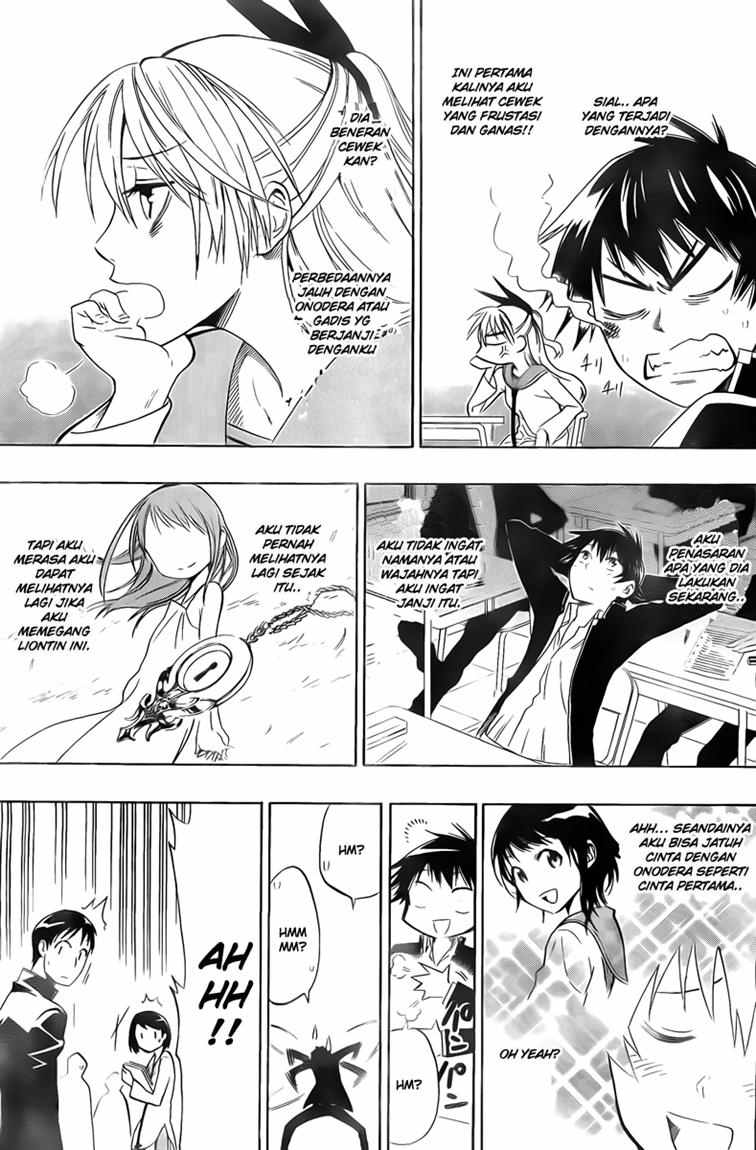 SIAL.. APA
YANG TERJADI
DENGANNYA?
INI PERTAMA
KALINYA AKU
MELIHAT CEWEK
YANG FRUSTASI
DAN GANAS!!
DIA
BENERAN
CEWEK
KAN?
PERBEDAANNYA
JAUH DENGAN
ONODERA ATAU
GADIS YG
BERJANJI
DENGANKU
AKU
PENASARAN
APA YANG DIA
LAKUKAN
SEKARANG..
AKU TIDAK INGAT
NAMANYA ATAU
WAJAHNYA TAPI
AKU INGAT
JANJI ITU.
AKU TIDAK
PERNAH
MELIHATNYA
LAGI SEJAK
ITU..
TAPI AKU
MERASA AKU
DAPAT
MELIHATNYA
LAGI JIKA
AKU
MEMEGANG
LIONTIN INI.
AHH... SEANDAINYA
AKU BISA JATUH
CINTA DENGAN
ONODERA SEPERTI
CINTA PERTAMA..
OH YEAH?
HM?
HM?
HMM
MM?
AH
HH
!!